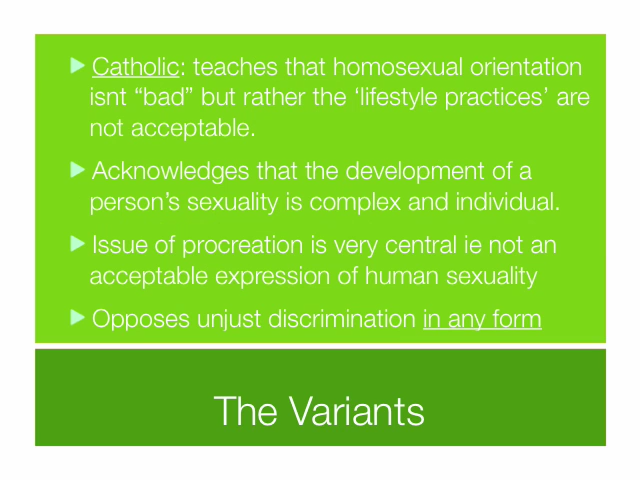 Catholic: teaches that homosexual orientation
isnt “bad” but rather the ‘lifestyle practices’ are
not acceptable.
Acknowledges that the development of a
person’s sexuality is complex and individual.
Issue of procreation is very central ie not an
acceptable expression of human sexuality
Opposes unjust discrimination in any form
The Variants